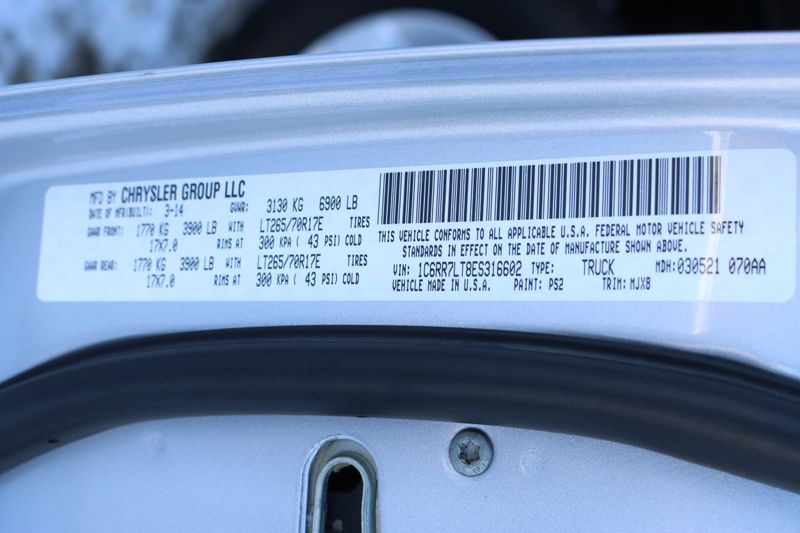 MFD BY CHRYSLER GROUP LLC
DATE OF MFR(BUILT): 3-14 GVWR: 3130 KG 6900 LB
GAWR FRONT: 1770 KG 3900 LB WITH LT265/70R17E TIRES
17X7.0 RIMS AT 300 KPA ( 43 PSI) COLD
GAWR REAR: 1770 KG 3900 LB WITH LT265/70R17E TIRES
17X7.0 RIMS AT 300 KPA ( 43 PSI) COLD
THIS VEHICLE CONFORMS TO ALL APPLICABLE U.S.A. FEDERAL MOTOR VEHICLE SAFETY
STANDARDS IN EFFECT ON THE DATE OF MANUFACTURE SHOWN ABOVE.
VIN: 1C6RR7LT8ES316602 TYPE: TRUCK MDH: 030521 070AA
VEHICLE MADE IN U.S.A. PAINT: PS2 TRIM: MJX8